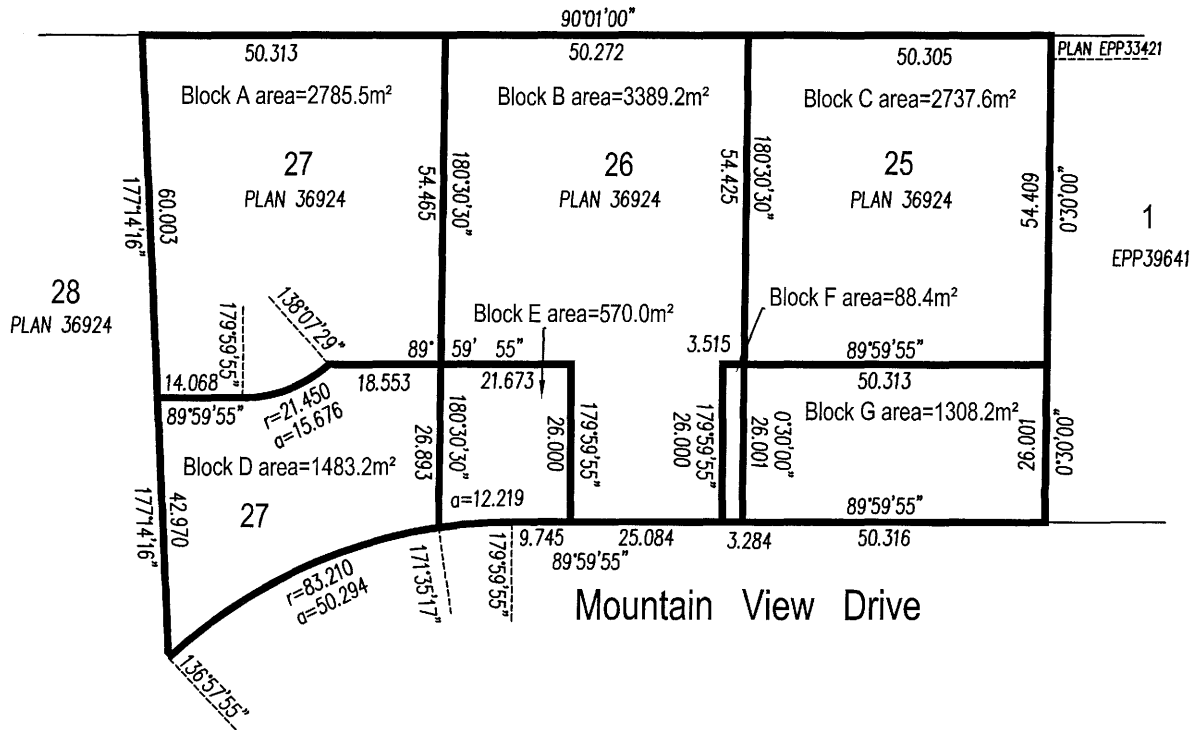 90°01'00"
50.313
50.272
50.305
PLAN EPP33421
Block A area=2785.5m²
Block B area=3389.2m²
Block C area=2737.6m²
27
PLAN 36924
26
PLAN 36924
25
PLAN 36924
60.003
177°14'16"
54.465
180°30'30"
54.425
180°30'30"
54.409
0°30'00"
1
EPP39641
28
PLAN 36924
179°59'55"
138°07'29"
Block E area=570.0m²
Block F area=88.4m²
89° 59' 55"
3.515
89°59'55"
14.068
18.553
21.673
50.313
89°59'55"
r=21.450
a=15.676
Block G area=1308.2m²
26.893
180°30'30"
26.000
179°59'55"
179°59'55"
26.000
0°30'00"
26.001
26.001
0°30'00"
Block D area=1483.2m²
27
42.970
177°14'16"
a=12.219
89°59'55"
9.745
25.084
3.284
50.316
89°59'55"
r=83.210
a=50.294
171°35'17"
179°59'55"
Mountain View Drive
136°57'55"